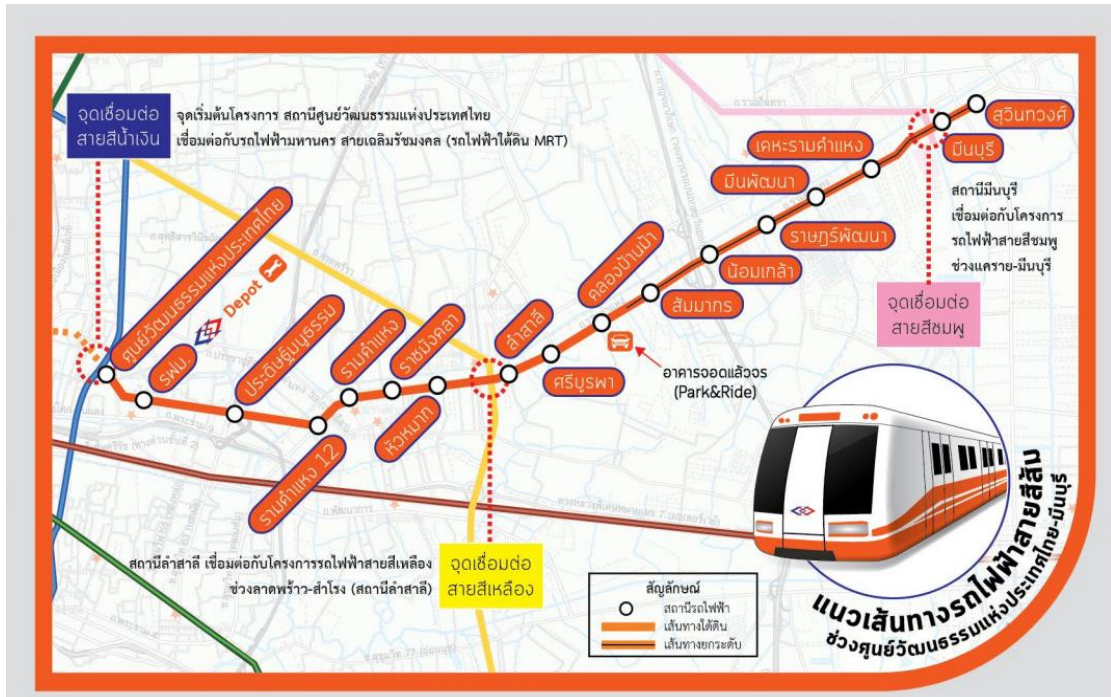 จุดเชื่อมต่อ
สายสีน้ำเงิน
จุดเริ่มต้นโครงการ สถานีศูนย์วัฒนธรรมแห่งประเทศไทย
เชื่อมต่อกับรถไฟฟ้ามหานคร สายเฉลิมรัชมงคล (รถไฟฟ้าใต้ดิน MRT)
ศูนย์วัฒนธรรมแห่งประเทศไทย
รฟม.
Depot
ประดิษฐ์มนูธรรม
รามคำแหง 12
รามคำแหง
ราชมังคลา
หัวหมาก
ลำสาลี
ศรีบูรพา
คลองบ้านม้า
สัมมากร
น้อมเกล้า
ราษฎร์พัฒนา
มีนพัฒนา
เคหะรามคำแหง
มีนบุรี
สุวินทวงศ์
ถ.รามอินทรา
สถานีมีนบุรี
เชื่อมต่อกับโครงการ
รถไฟฟ้าสายสีชมพู
ช่วงแคราย-มีนบุรี
จุดเชื่อมต่อ
สายสีชมพู
อาคารจอดแล้วจร
(Park&Ride)
ถ.พัฒนาการ
สถานีลำสาลี เชื่อมต่อกับโครงการรถไฟฟ้าสายสีเหลือง
ช่วงลาดพร้าว-สำโรง (สถานีลำสาลี)
จุดเชื่อมต่อ
สายสีเหลือง
สัญลักษณ์
สถานีรถไฟฟ้า
เส้นทางใต้ดิน
เส้นทางยกระดับ
แนวเส้นทางรถไฟฟ้าสายสีส้ม
ช่วงศูนย์วัฒนธรรมแห่งประเทศไทย-มีนบุรี